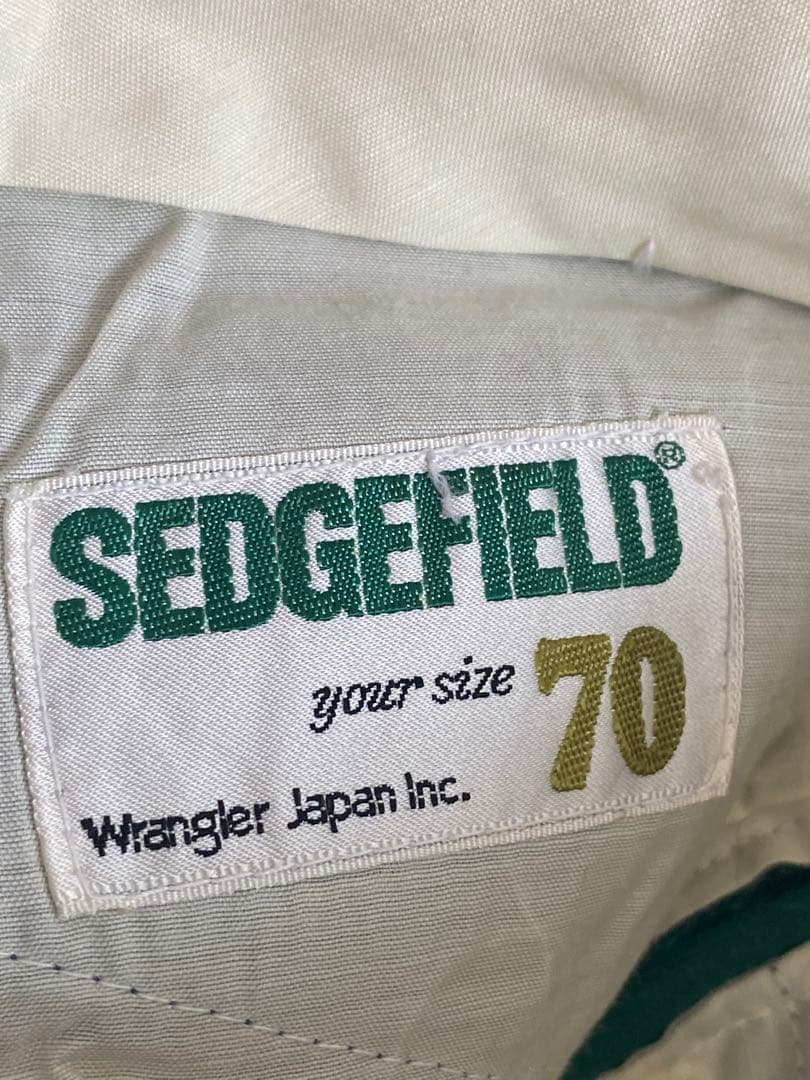 SEDGEFIELD®
your size 70
Wrangler Japan Inc.